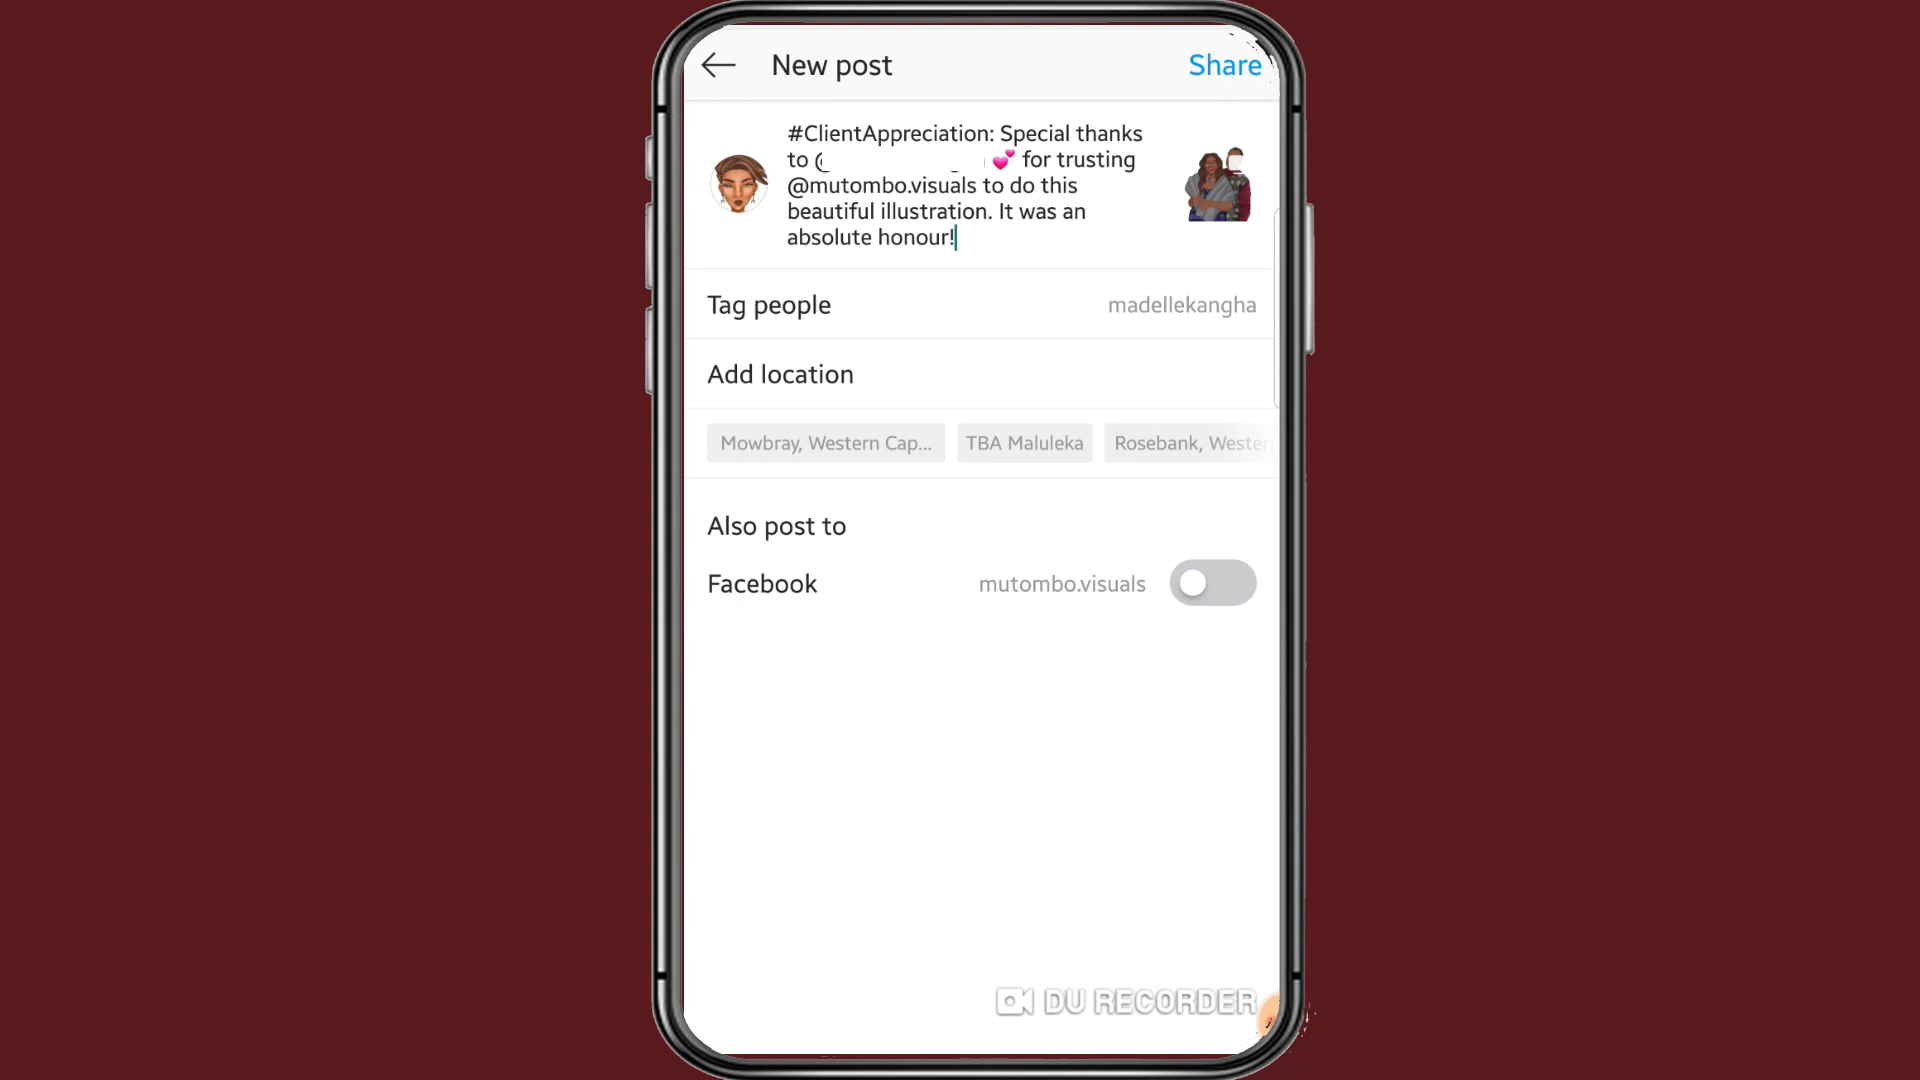 New post
Share
#ClientAppreciation: Special thanks
to 💕 for trusting
@mutombo.visuals to do this
beautiful illustration. It was an
absolute honour!
Tag people
madellekangha
Add location
Mowbray, Western Cap...
TBA Maluleka
Rosebank, Wester
Also post to
Facebook
mutombo.visuals
DU RECORDER